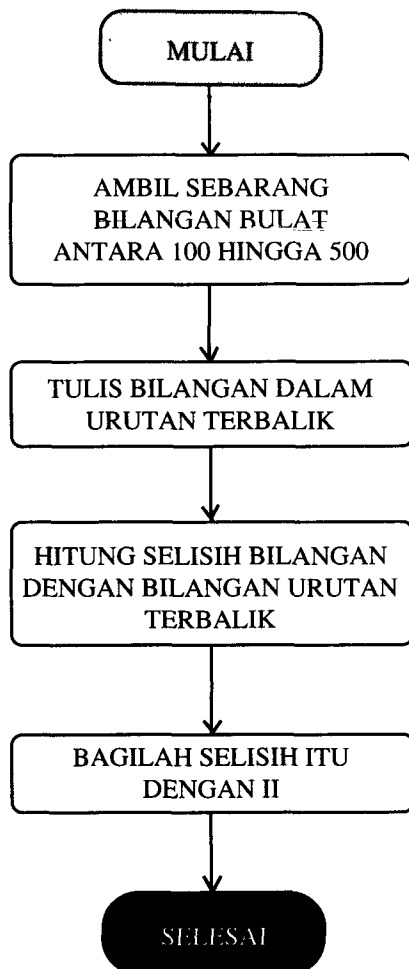 MULAI
AMBIL SEBARANG
BILANGAN BULAT
ANTARA 100 HINGGA 500
TULIS BILANGAN DALAM
URUTAN TERBALIK
HITUNG SELISIH BILANGAN
DENGAN BILANGAN URUTAN
TERBALIK
BAGILAH SELISIH ITU
DENGAN II
SELESAI